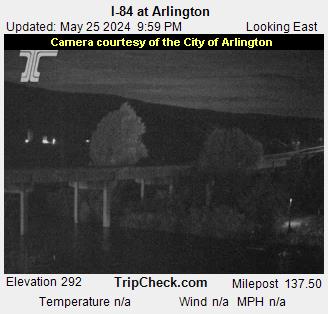 I-84 at Arlington
Updated: May 25 2024 9:59 PM Looking East
Camera courtesy of the City of Arlington
Elevation 292 TripCheck.com Milepost 137.50
Temperature n/a Wind n/a MPH n/a